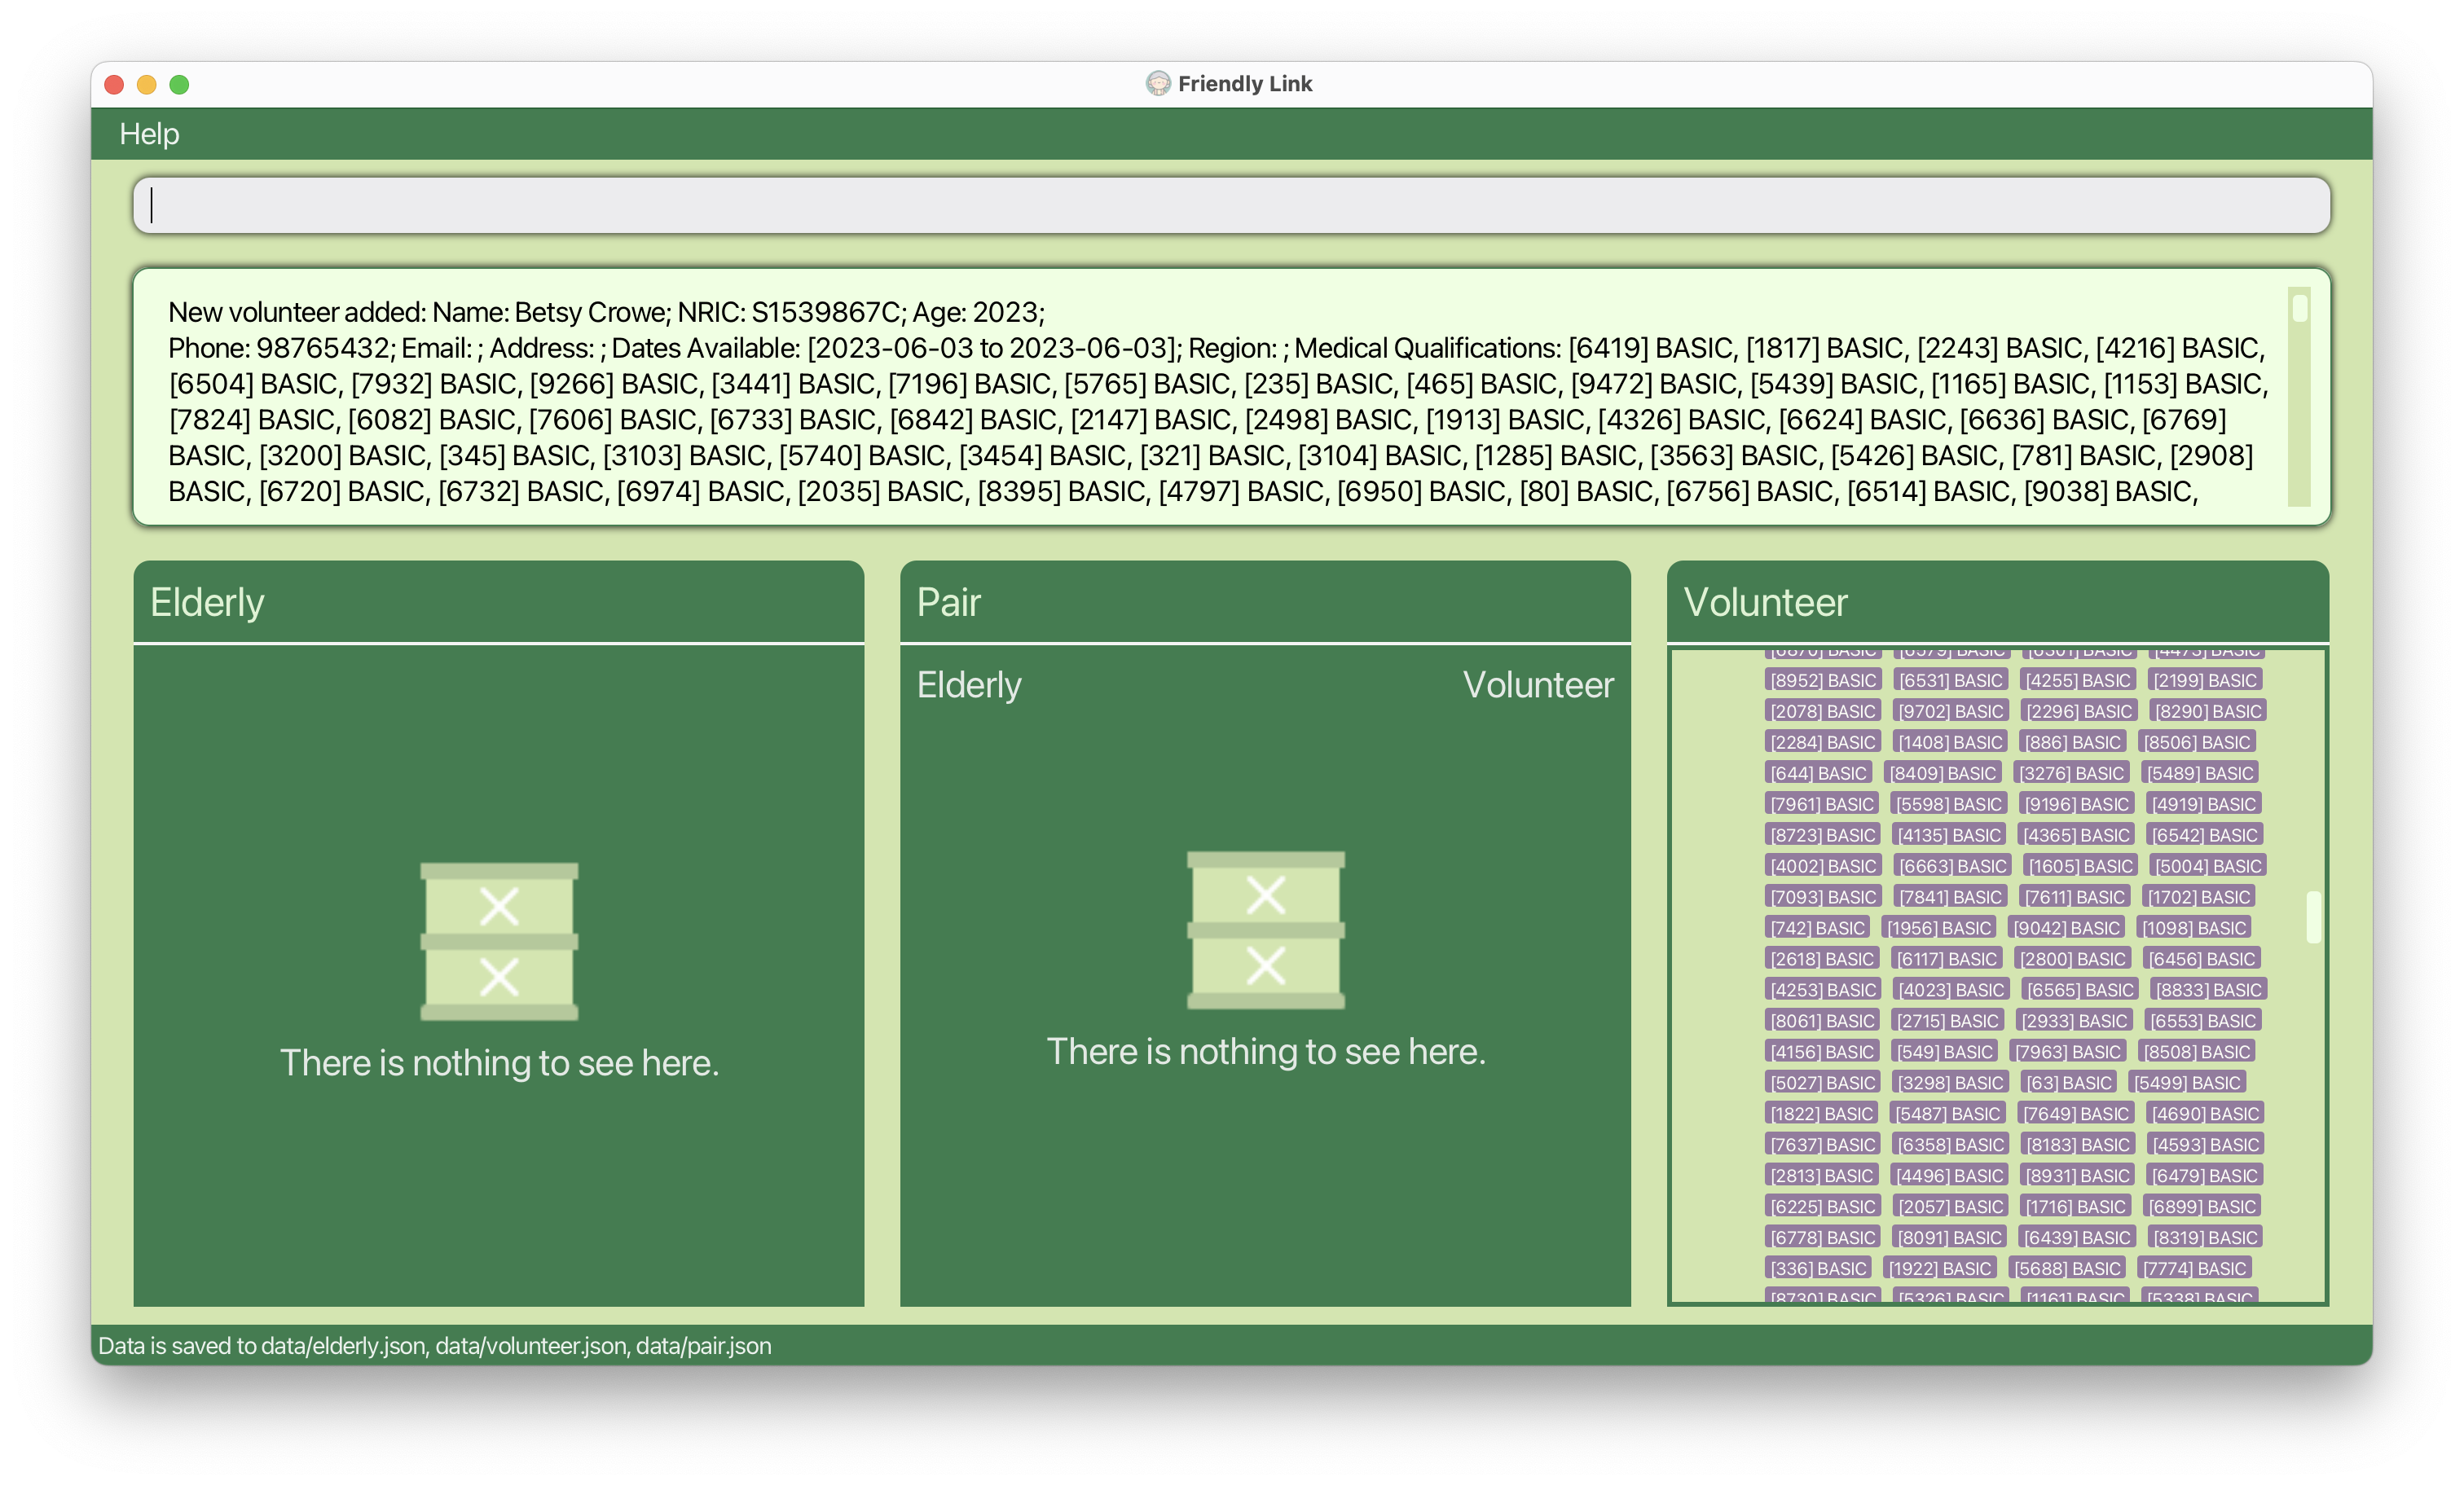 Friendly Link
Help
New volunteer added: Name: Betsy Crowe; NRIC: S1539867C; Age: 2023;
Phone: 98765432; Email: ; Address: ; Dates Available: [2023-06-03 to 2023-06-03]; Region: ; Medical Qualifications: [6419] BASIC, [1817] BASIC, [2243] BASIC, [4216] BASIC,
[6504] BASIC, [7932] BASIC, [9266] BASIC, [3441] BASIC, [7196] BASIC, [5765] BASIC, [235] BASIC, [465] BASIC, [9472] BASIC, [5439] BASIC, [1165] BASIC, [1153] BASIC,
[7824] BASIC, [6082] BASIC, [7606] BASIC, [6733] BASIC, [6842] BASIC, [2147] BASIC, [2498] BASIC, [1913] BASIC, [4326] BASIC, [6624] BASIC, [6636] BASIC, [6769]
BASIC, [3200] BASIC, [345] BASIC, [3103] BASIC, [5740] BASIC, [3454] BASIC, [321] BASIC, [3104] BASIC, [1285] BASIC, [3563] BASIC, [5426] BASIC, [781] BASIC, [2908]
BASIC, [6720] BASIC, [6732] BASIC, [6974] BASIC, [2035] BASIC, [8395] BASIC, [4797] BASIC, [6950] BASIC, [80] BASIC, [6756] BASIC, [6514] BASIC, [9038] BASIC,
Elderly
There is nothing to see here.
Pair
Elderly Volunteer
There is nothing to see here.
Volunteer
[8952] BASIC [6531] BASIC [4255] BASIC [2199] BASIC
[2078] BASIC [9702] BASIC [2296] BASIC [8290] BASIC
[2284] BASIC [1408] BASIC [886] BASIC [8506] BASIC
[644] BASIC [8409] BASIC [3276] BASIC [5489] BASIC
[7961] BASIC [5598] BASIC [9196] BASIC [4919] BASIC
[8723] BASIC [4135] BASIC [4365] BASIC [6542] BASIC
[4002] BASIC [6663] BASIC [1605] BASIC [5004] BASIC
[7093] BASIC [7841] BASIC [7611] BASIC [1702] BASIC
[742] BASIC [1956] BASIC [9042] BASIC [1098] BASIC
[2618] BASIC [6117] BASIC [2800] BASIC [6456] BASIC
[4253] BASIC [4023] BASIC [6565] BASIC [8833] BASIC
[8061] BASIC [2715] BASIC [2933] BASIC [6553] BASIC
[4156] BASIC [549] BASIC [7963] BASIC [8508] BASIC
[5027] BASIC [3298] BASIC [63] BASIC [5499] BASIC
[1822] BASIC [5487] BASIC [7649] BASIC [4690] BASIC
[7637] BASIC [6358] BASIC [8183] BASIC [4593] BASIC
[2813] BASIC [4496] BASIC [8931] BASIC [6479] BASIC
[6225] BASIC [2057] BASIC [1716] BASIC [6899] BASIC
[6778] BASIC [8091] BASIC [6439] BASIC [8319] BASIC
[336] BASIC [1922] BASIC [5688] BASIC [7774] BASIC
[8730] BASIC [5326] BASIC [1161] BASIC [5338] BASIC
Data is saved to data/elderly.json, data/volunteer.json, data/pair.json